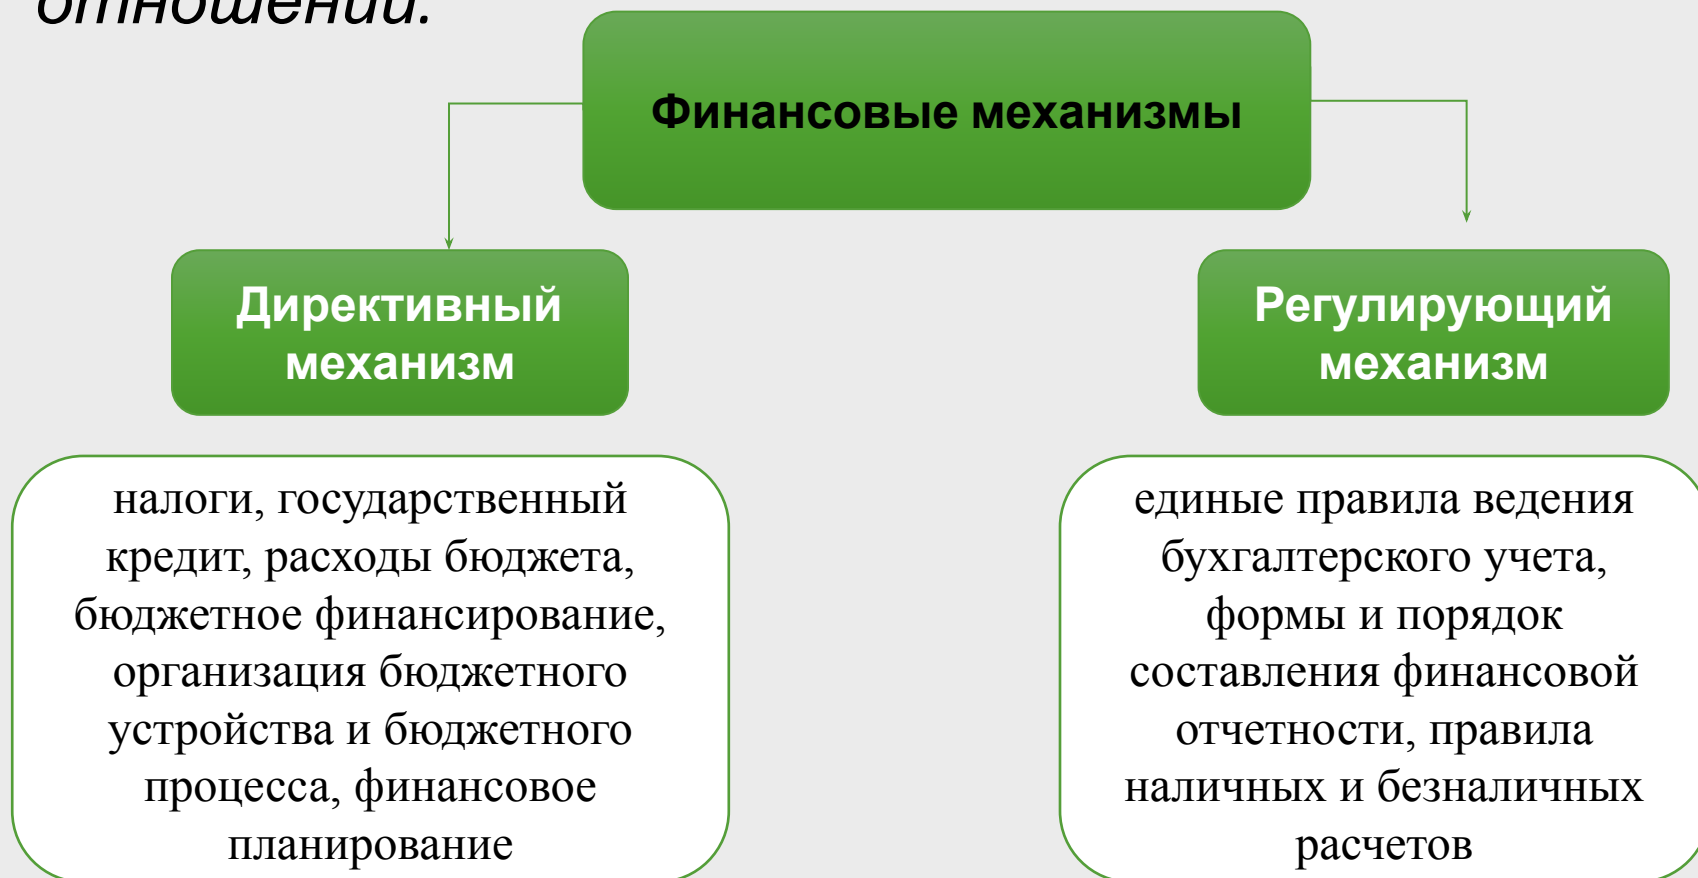 отношений.
Финансовые механизмы
Директивный
механизм
Регулирующий
механизм
налоги, государственный
кредит, расходы бюджета,
бюджетное финансирование,
организация бюджетного
устройства и бюджетного
процесса, финансовое
планирование
единые правила ведения
бухгалтерского учета,
формы и порядок
составления финансовой
отчетности, правила
наличных и безналичных
расчетов